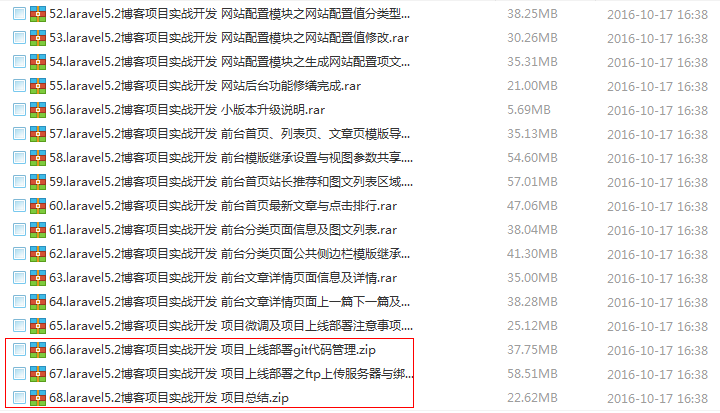 52.laravel5.2博客项目实战开发 网站配置模块之网站配置值分类型... 38.25MB 2016-10-17 16:38
53.laravel5.2博客项目实战开发 网站配置模块之网站配置值修改.rar 30.26MB 2016-10-17 16:38
54.laravel5.2博客项目实战开发 网站配置模块之生成网站配置项文... 35.31MB 2016-10-17 16:38
55.laravel5.2博客项目实战开发 网站后台功能修缮完成.rar 21.00MB 2016-10-17 16:38
56.laravel5.2博客项目实战开发 小版本升级说明.rar 5.69MB 2016-10-17 16:38
57.laravel5.2博客项目实战开发 前台首页、列表页、文章页模版导... 35.13MB 2016-10-17 16:38
58.laravel5.2博客项目实战开发 前台模版继承设置与视图参数共享.... 54.60MB 2016-10-17 16:38
59.laravel5.2博客项目实战开发 前台首页站长推荐和图文列表区域.... 57.01MB 2016-10-17 16:38
60.laravel5.2博客项目实战开发 前台首页最新文章与点击排行.rar 47.06MB 2016-10-17 16:38
61.laravel5.2博客项目实战开发 前台分类页面信息及图文列表.rar 38.04MB 2016-10-17 16:38
62.laravel5.2博客项目实战开发 前台分类页面公共侧边栏模版继承... 41.30MB 2016-10-17 16:38
63.laravel5.2博客项目实战开发 前台文章详情页面信息及详情.rar 35.00MB 2016-10-17 16:38
64.laravel5.2博客项目实战开发 前台文章详情页面上一篇下一篇及... 38.28MB 2016-10-17 16:38
65.laravel5.2博客项目实战开发 项目微调及项目上线部署注意事项.... 25.12MB 2016-10-17 16:38
66.laravel5.2博客项目实战开发 项目上线部署git代码管理.zip 37.75MB 2016-10-17 16:38
67.laravel5.2博客项目实战开发 项目上线部署之ftp上传服务器与绑... 58.51MB 2016-10-17 16:38
68.laravel5.2博客项目实战开发 项目总结.zip 22.62MB 2016-10-17 16:38